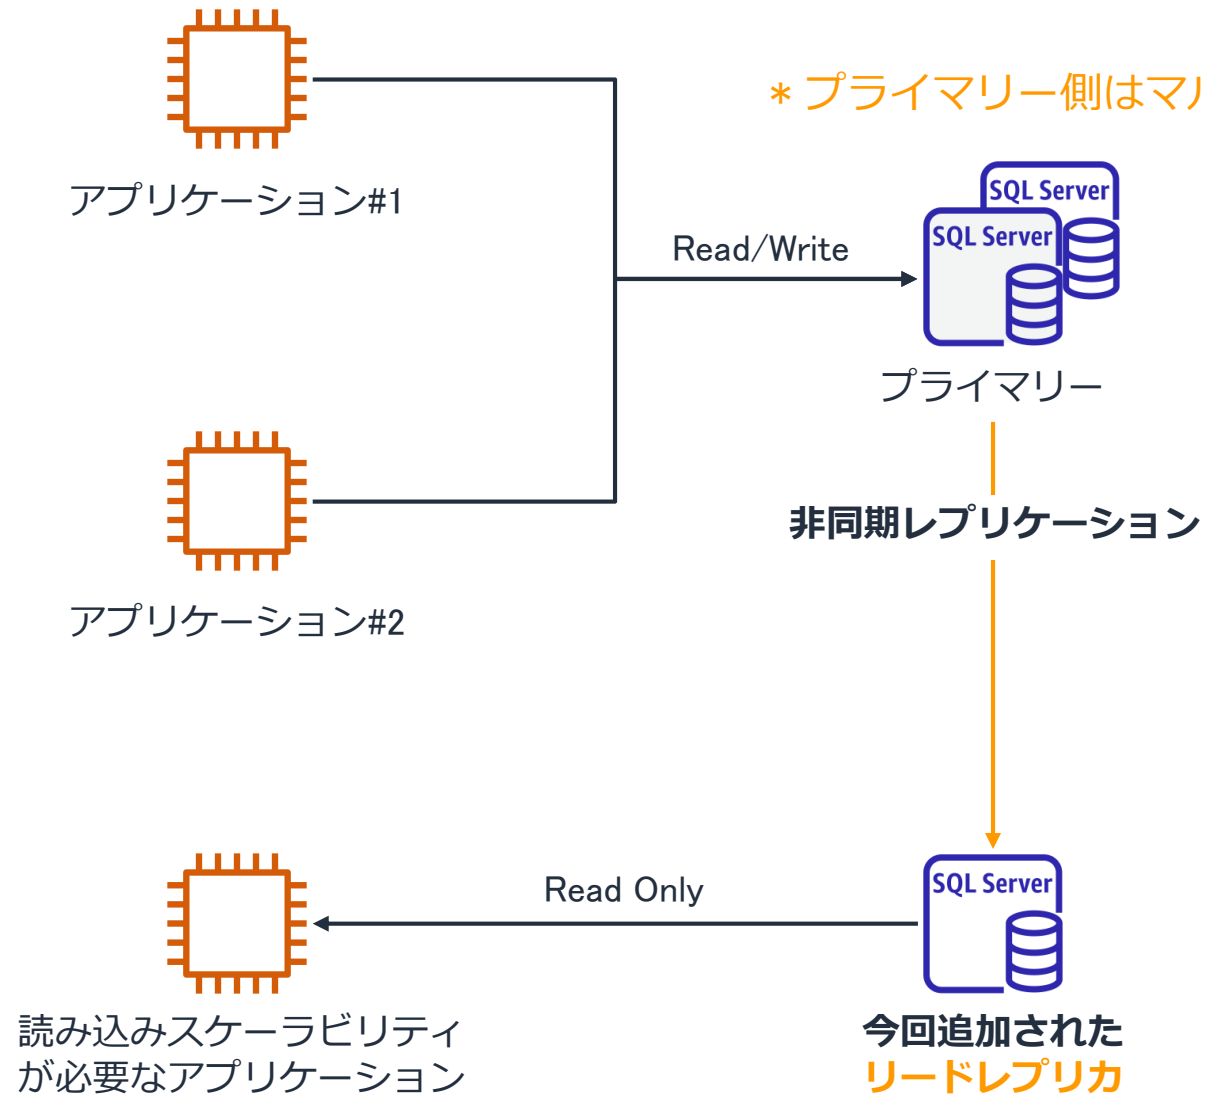 * プライマリー側はマ
アプリケーション#1
SQL Server
SQL Server
Read/Write
プライマリー
非同期レプリケーション
アプリケーション#2
Read Only
SQL Server
読み込みスケーラビリティ
が必要なアプリケーション
今回追加された
リードレプリカ